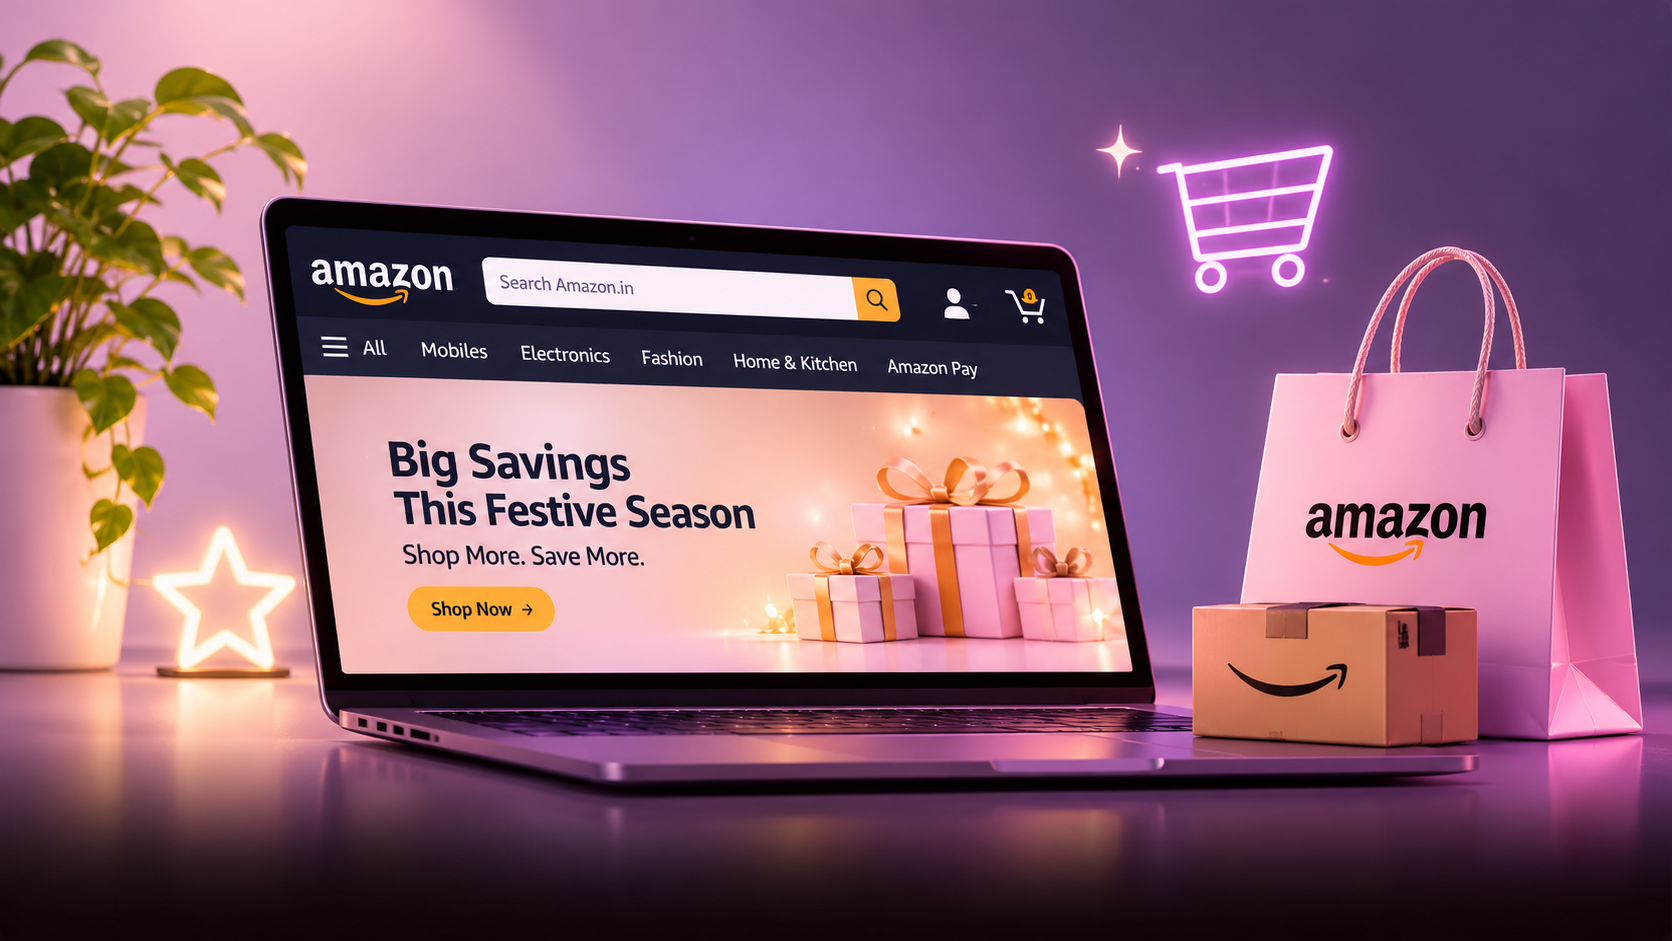 amazon
Search Amazon.in
0
All
Mobiles
Electronics
Fashion
Home & Kitchen
Amazon Pay
Big Savings
This Festive Season
Shop More. Save More.
Shop Now →
amazon